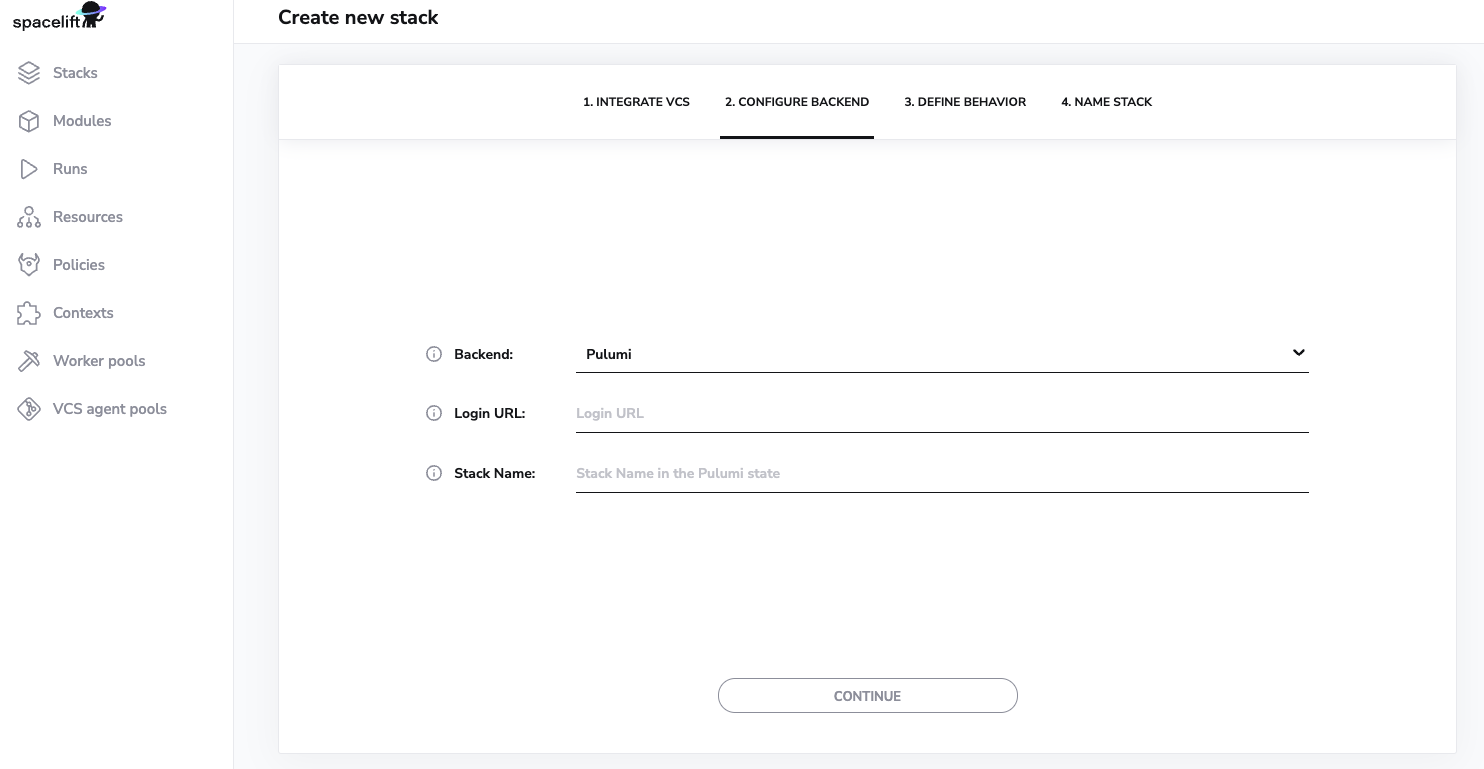 spacelift
Create new stack
Stacks
Modules
Runs
Resources
Policies
Contexts
Worker pools
VCS agent pools
1. INTEGRATE VCS
2. CONFIGURE BACKEND
3. DEFINE BEHAVIOR
4. NAME STACK
Backend: Pulumi
Login URL: Login URL
Stack Name: Stack Name in the Pulumi state
CONTINUE